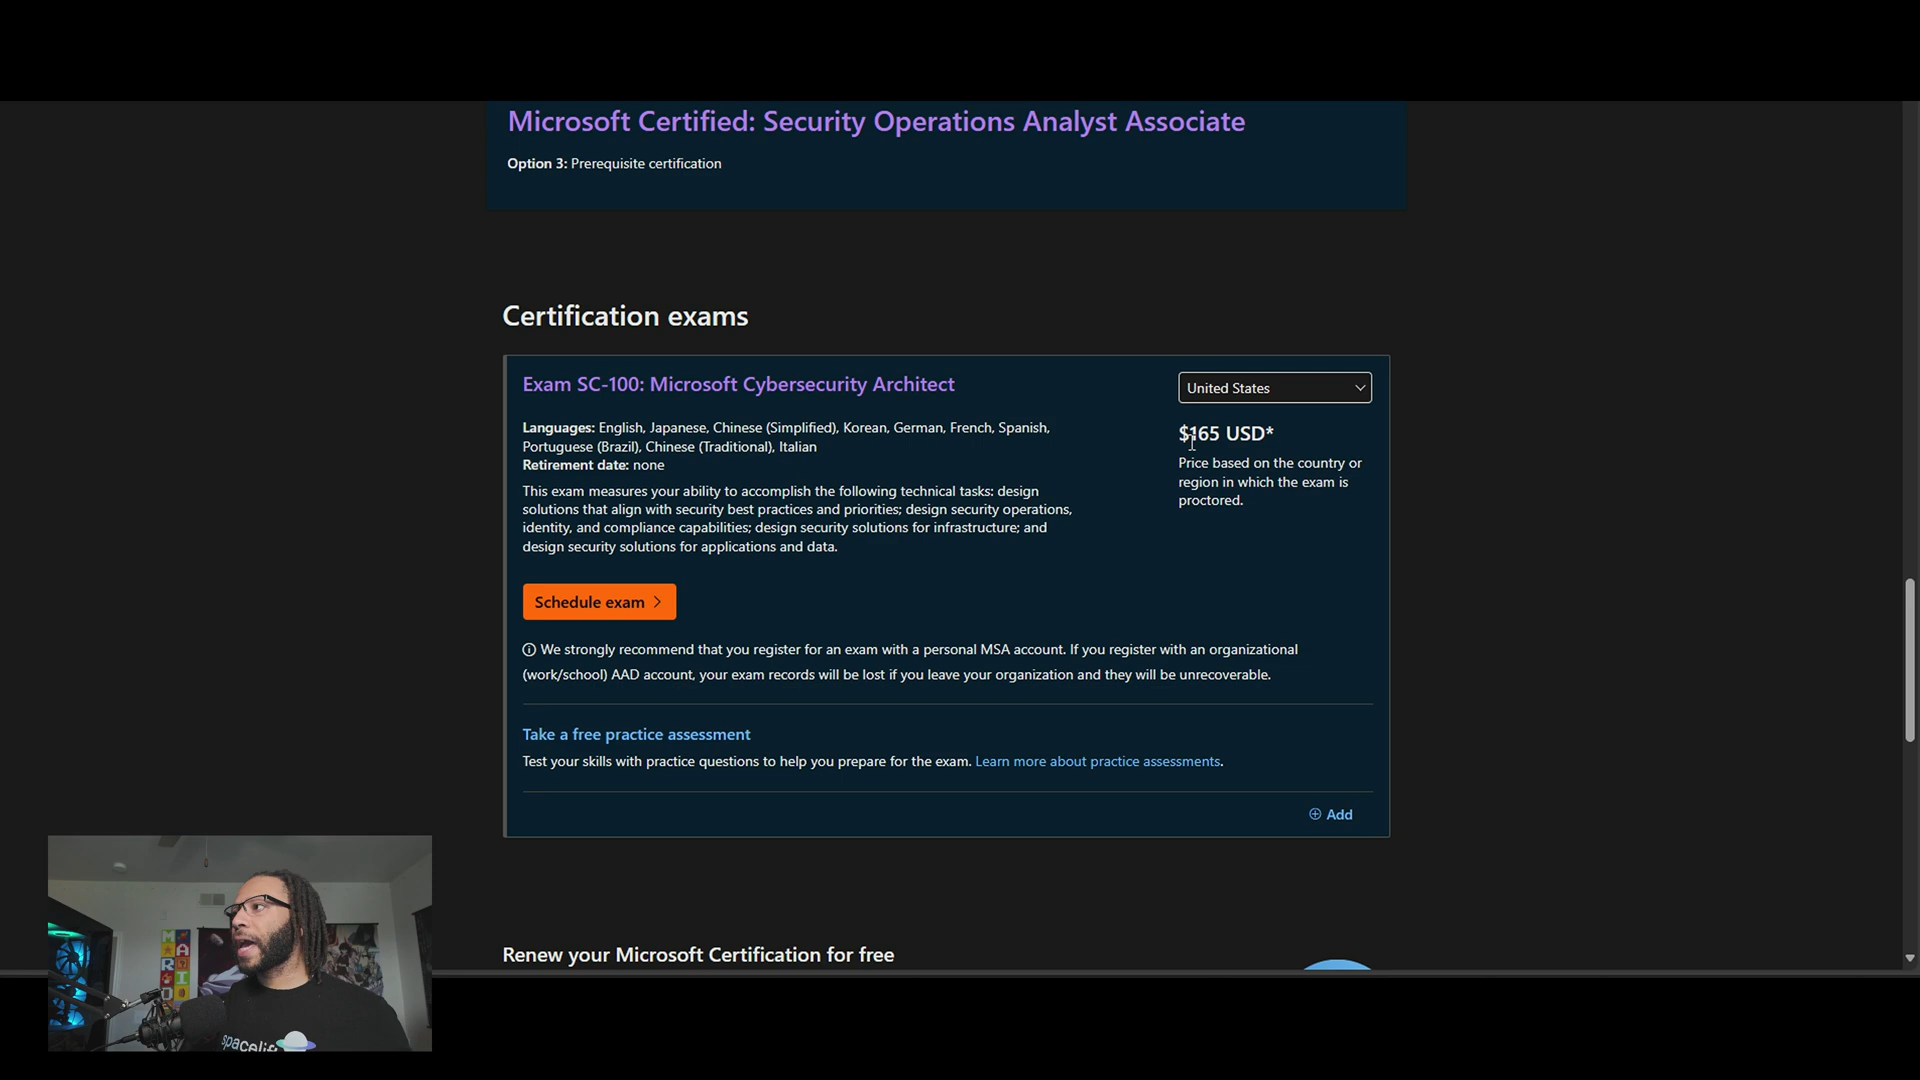 Microsoft Certified: Security Operations Analyst Associate
Option 3: Prerequisite certification
Certification exams
Exam SC-100: Microsoft Cybersecurity Architect
United States
Languages: English, Japanese, Chinese (Simplified), Korean, German, French, Spanish,
Portuguese (Brazil), Chinese (Traditional), Italian
Retirement date: none
$165 USD*
Price based on the country or
region in which the exam is
proctored.
This exam measures your ability to accomplish the following technical tasks: design
solutions that align with security best practices and priorities; design security operations,
identity, and compliance capabilities; design security solutions for infrastructure; and
design security solutions for applications and data.
Schedule exam
We strongly recommend that you register for an exam with a personal MSA account. If you register with an organizational
(work/school) AAD account, your exam records will be lost if you leave your organization and they will be unrecoverable.
Take a free practice assessment
Test your skills with practice questions to help you prepare for the exam. Learn more about practice assessments.
Add
Renew your Microsoft Certification for free
MARIO
spacelift